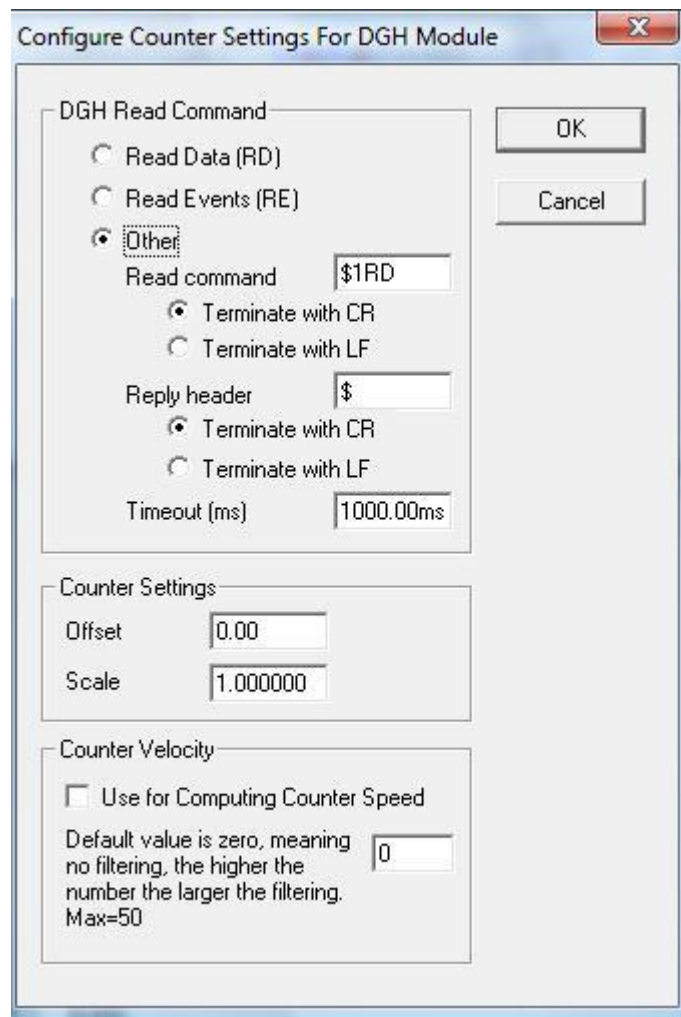 Configure Counter Settings For DGH Module
DGH Read Command
OK
Read Data (RD)
Read Events (RE)
Cancel
Other
Read command $1RD
Terminate with CR
Terminate with LF
Reply header $
Terminate with CR
Terminate with LF
Timeout (ms) 1000.00ms
Counter Settings
Offset 0.00
Scale 1.000000
Counter Velocity
Use for Computing Counter Speed
Default value is zero, meaning 0
no filtering, the higher the
number the larger the filtering.
Max=50